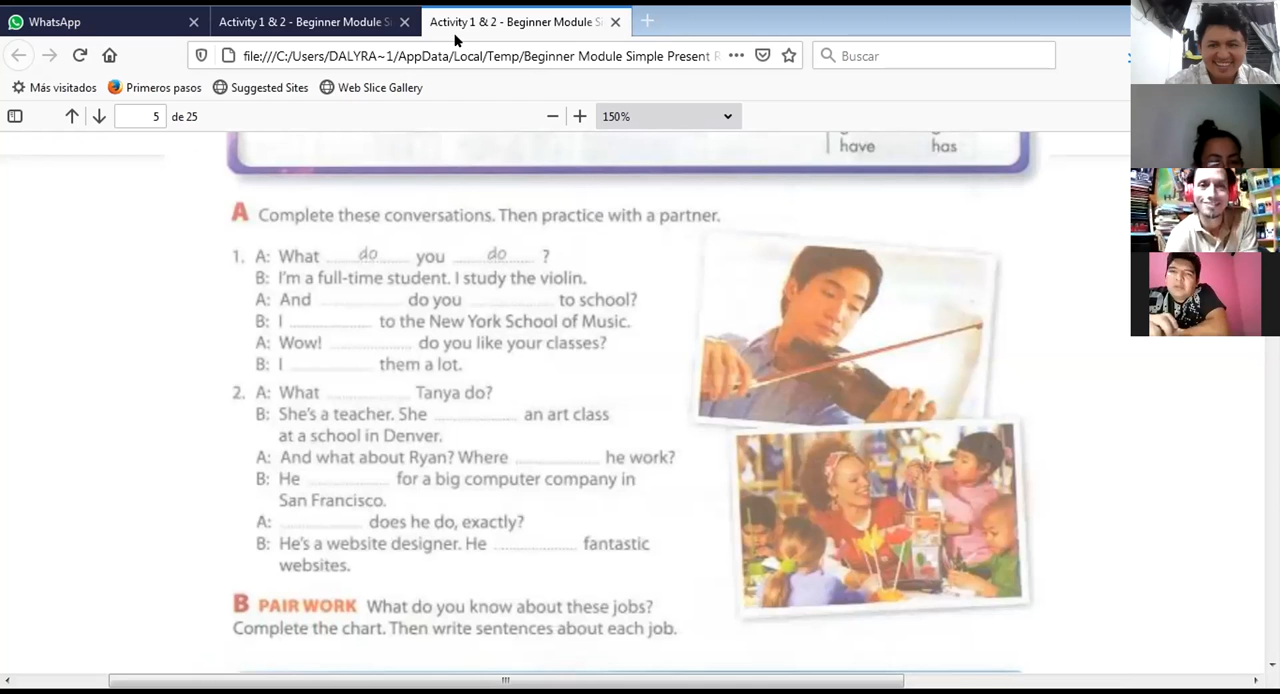 WhatsApp
Activity 1 & 2 - Beginner Module S
Activity 1 & 2 - Beginner Module S
file:///C:/Users/DALYRA~1/AppData/Local/Temp/Beginner Module Simple Present R
Buscar
Más visitados
Primeros pasos
Suggested Sites
Web Slice Gallery
5 de 25
150%
have has
A Complete these conversations. Then practice with a partner.
1. A: What do you do ?
B: I'm a full-time student. I study the violin.
A: And ............ do you ............ to school?
B: I ............ to the New York School of Music.
A: Wow! ............ do you like your classes?
B: I ............ them a lot.
2. A: What ............ Tanya do?
B: She's a teacher. She ............ an art class
at a school in Denver.
A: And what about Ryan? Where ............ he work?
B: He ............ for a big computer company in
San Francisco.
A: ............ does he do, exactly?
B: He's a website designer. He ............ fantastic
websites.
B PAIR WORK What do you know about these jobs?
Complete the chart. Then write sentences about each job.